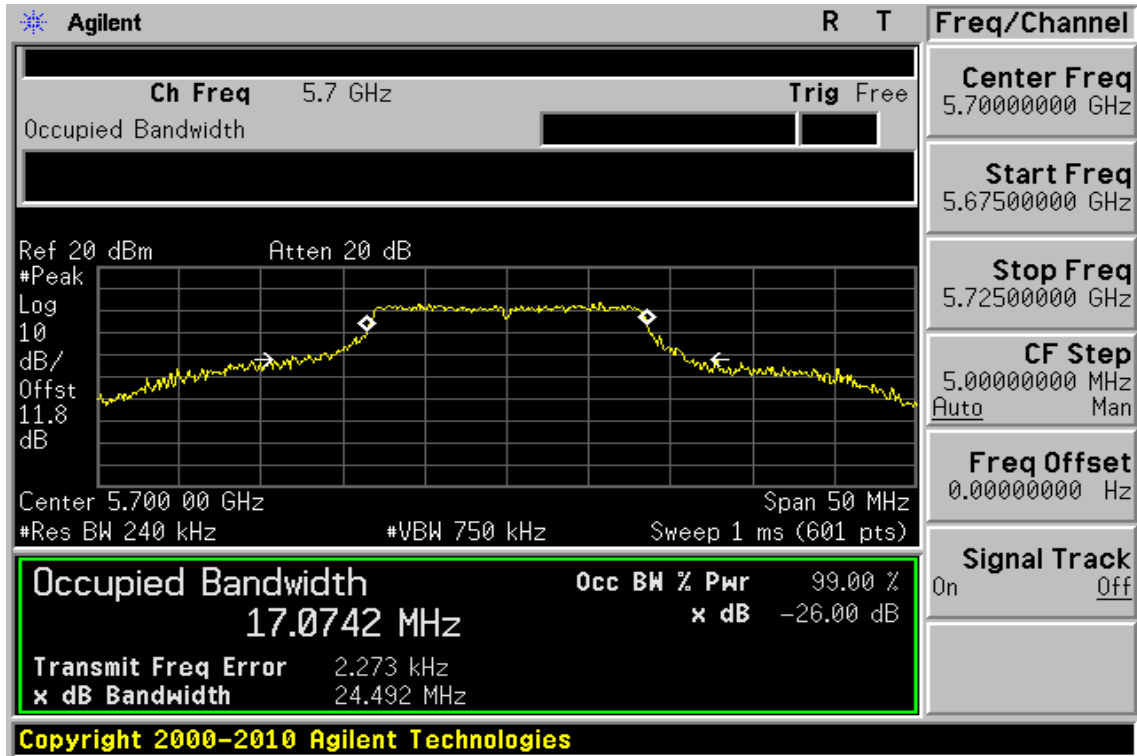 Agilent
R T
Freq/Channel
Ch Freq 5.7 GHz
Trig Free
Occupied Bandwidth
Center Freq
5.70000000 GHz
Start Freq
5.67500000 GHz
Stop Freq
5.72500000 GHz
CF Step
5.00000000 MHz
Auto Man
Freq Offset
0.00000000 Hz
Signal Track
On Off
Ref 20 dBm
Atten 20 dB
#Peak
Log
10
dB/
Offst
11.8
dB
Center 5.700 00 GHz
Span 50 MHz
#Res BW 240 kHz
#VBW 750 kHz
Sweep 1 ms (601 pts)
Occupied Bandwidth
17.0742 MHz
Occ BW % Pwr 99.00 %
x dB -26.00 dB
Transmit Freq Error 2.273 kHz
x dB Bandwidth 24.492 MHz
Copyright 2000-2010 Agilent Technologies